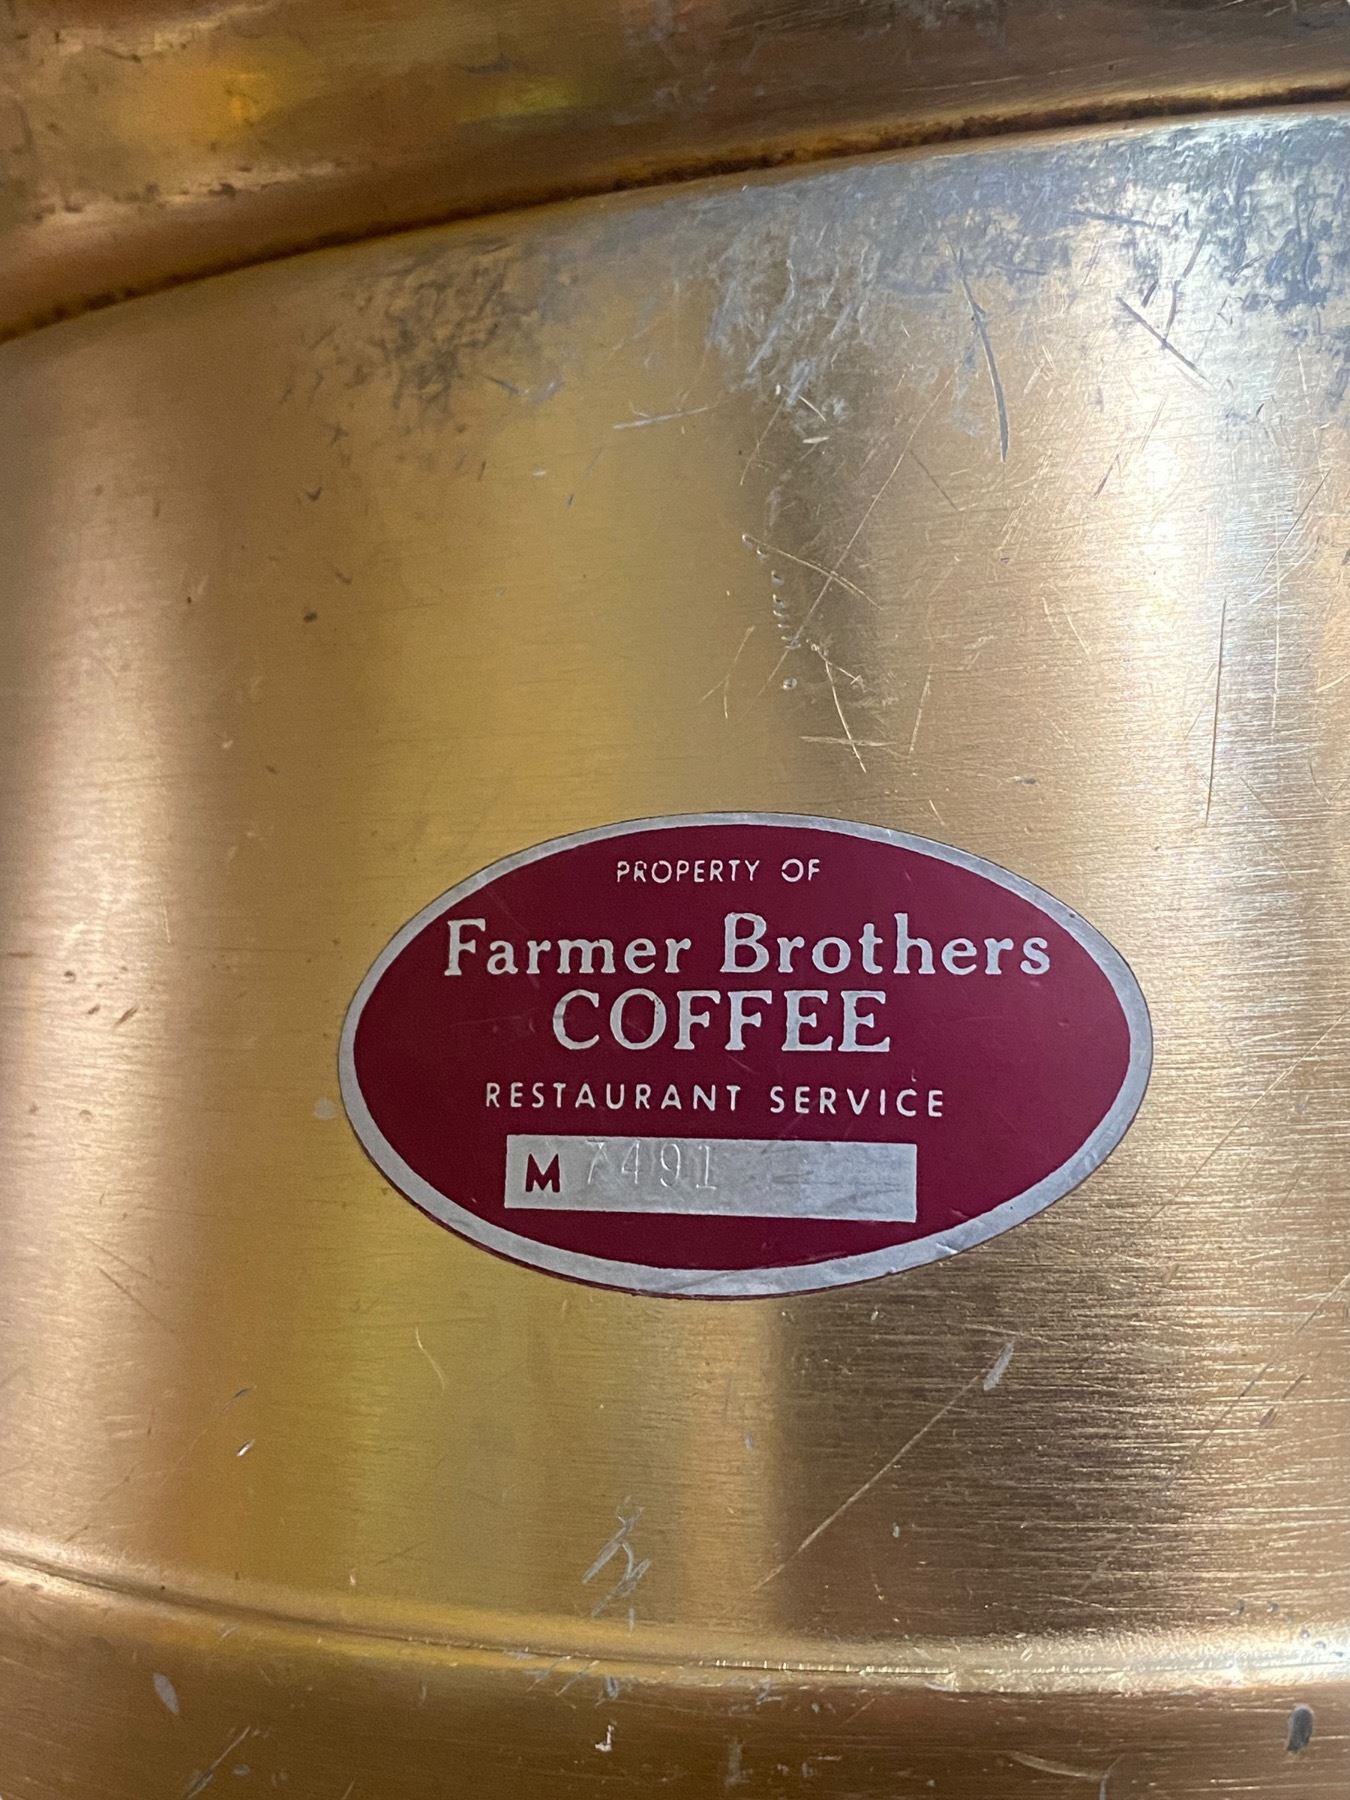 PROPERTY OF
Farmer Brothers
COFFEE
RESTAURANT SERVICE
M 7491